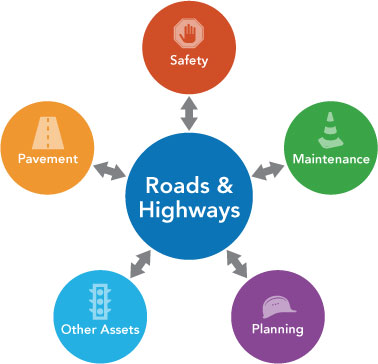 Safety
Pavement
Maintenance
Roads &
Highways
Other Assets
Planning